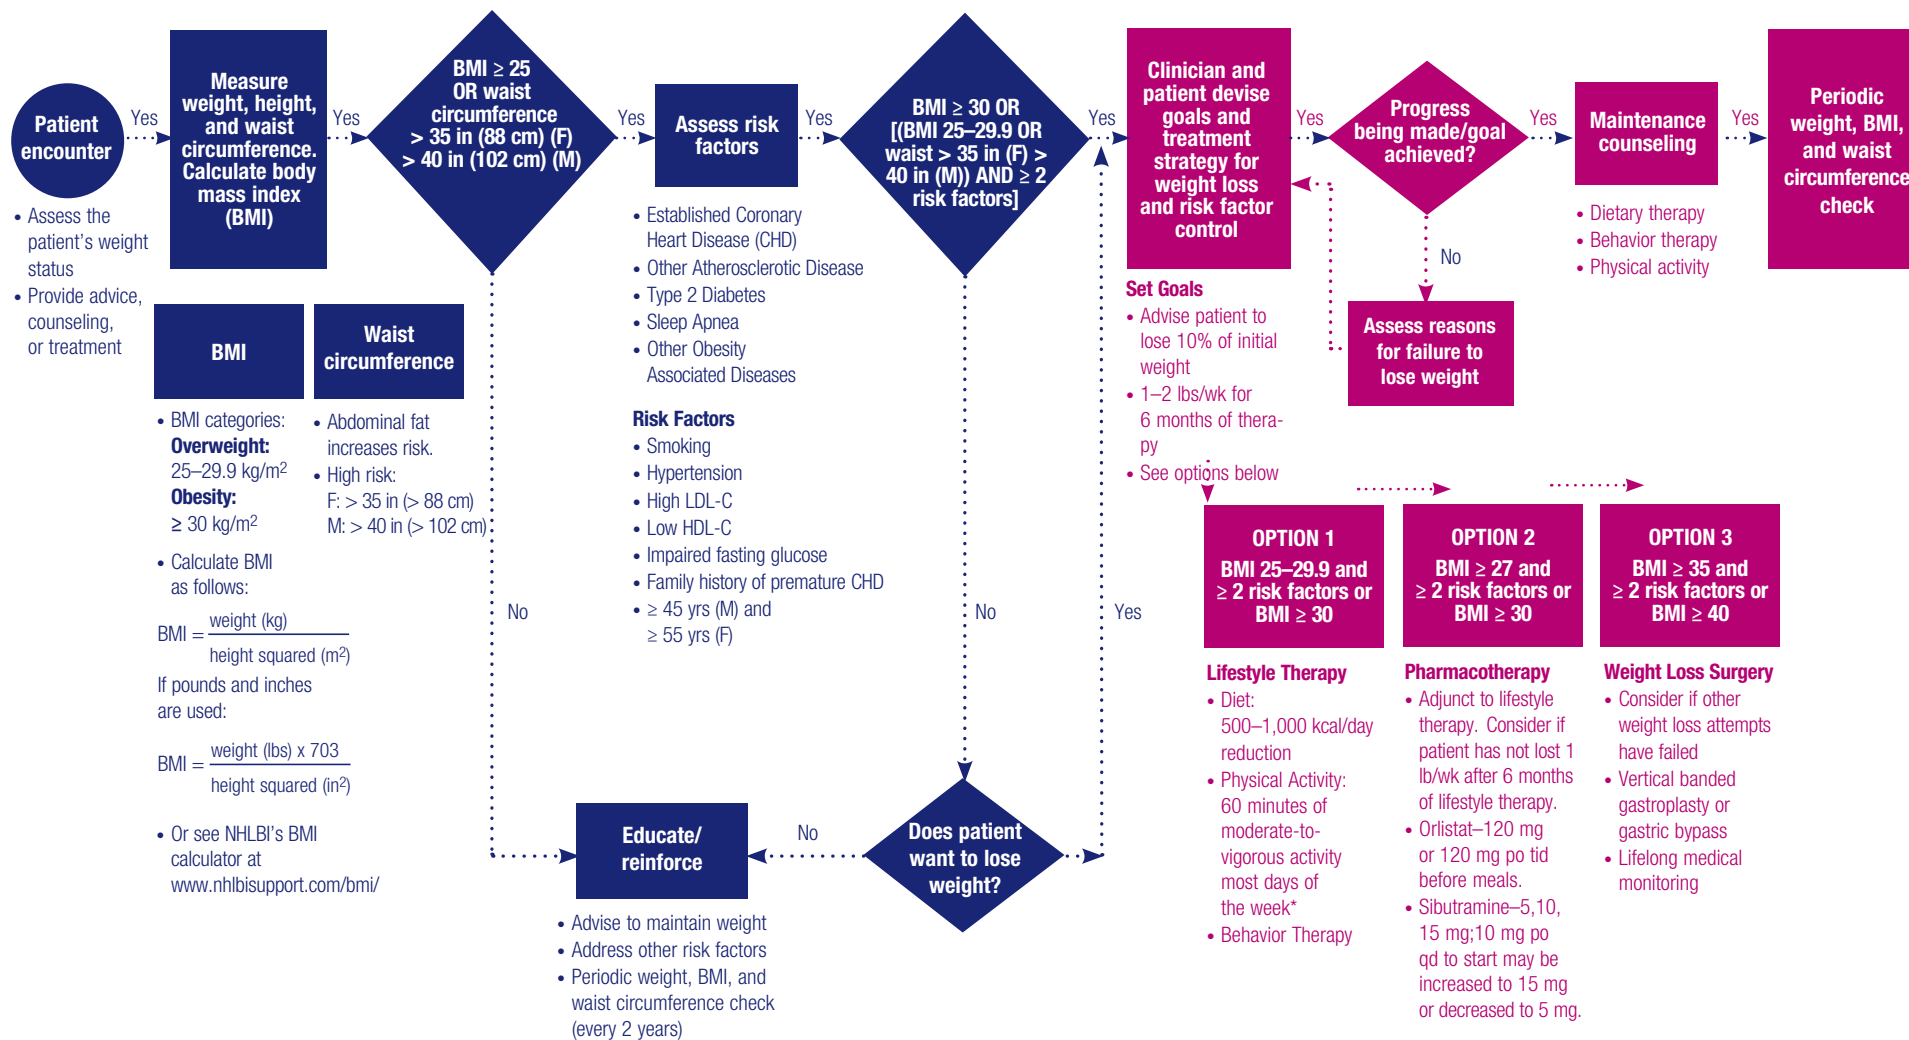 Patient
encounter
Yes
• Assess the
patient's weight
status
• Provide advice,
counseling,
or treatment
Measure
weight, height,
and waist
circumference.
Calculate body
mass index
(BMI)
Yes
BMI
• BMI categories:
Overweight:
25–29.9 kg/m²
Obesity:
≥ 30 kg/m²
• Calculate BMI
as follows:
BMI = weight (kg)
height squared (m²)
If pounds and inches
are used:
BMI = weight (lbs) x 703
height squared (in²)
• Or see NHLBI's BMI
calculator at
www.nhlbisupport.com/bmi/
Waist
circumference
• Abdominal fat
increases risk.
• High risk:
F: > 35 in (> 88 cm)
M: > 40 in (> 102 cm)
BMI ≥ 25
OR waist
circumference
> 35 in (88 cm) (F)
> 40 in (102 cm) (M)
Yes
No
Assess risk
factors
Yes
• Established Coronary
Heart Disease (CHD)
• Other Atherosclerotic Disease
• Type 2 Diabetes
• Sleep Apnea
• Other Obesity
Associated Diseases
Risk Factors
• Smoking
• Hypertension
• High LDL-C
• Low HDL-C
• Impaired fasting glucose
• Family history of premature CHD
• ≥ 45 yrs (M) and
≥ 55 yrs (F)
BMI ≥ 30 OR
[(BMI 25–29.9 OR
waist > 35 in (F) >
40 in (M)) AND ≥ 2
risk factors]
Yes
No
Does patient
want to lose
weight?
Yes
No
Educate/
reinforce
• Advise to maintain weight
• Address other risk factors
• Periodic weight, BMI, and
waist circumference check
(every 2 years)
Clinician and
patient devise
goals and
treatment
strategy for
weight loss
and risk factor
control
Yes
Set Goals
• Advise patient to
lose 10% of initial
weight
• 1–2 lbs/wk for
6 months of thera-
py
• See options below
Progress
being made/goal
achieved?
Yes
No
Assess reasons
for failure to
lose weight
Maintenance
counseling
Yes
• Dietary therapy
• Behavior therapy
• Physical activity
Periodic
weight, BMI,
and waist
circumference
check
OPTION 1
BMI 25–29.9 and
≥ 2 risk factors or
BMI ≥ 30
Lifestyle Therapy
• Diet:
500–1,000 kcal/day
reduction
• Physical Activity:
60 minutes of
moderate-to-
vigorous activity
most days of
the week*
• Behavior Therapy
OPTION 2
BMI ≥ 27 and
≥ 2 risk factors or
BMI ≥ 30
Pharmacotherapy
• Adjunct to lifestyle
therapy. Consider if
patient has not lost 1
lb/wk after 6 months
of lifestyle therapy.
• Orlistat–120 mg
or 120 mg po tid
before meals.
• Sibutramine–5,10,
15 mg;10 mg po
qd to start may be
increased to 15 mg
or decreased to 5 mg.
OPTION 3
BMI ≥ 35 and
≥ 2 risk factors or
BMI ≥ 40
Weight Loss Surgery
• Consider if other
weight loss attempts
have failed
• Vertical banded
gastroplasty or
gastric bypass
• Lifelong medical
monitoring